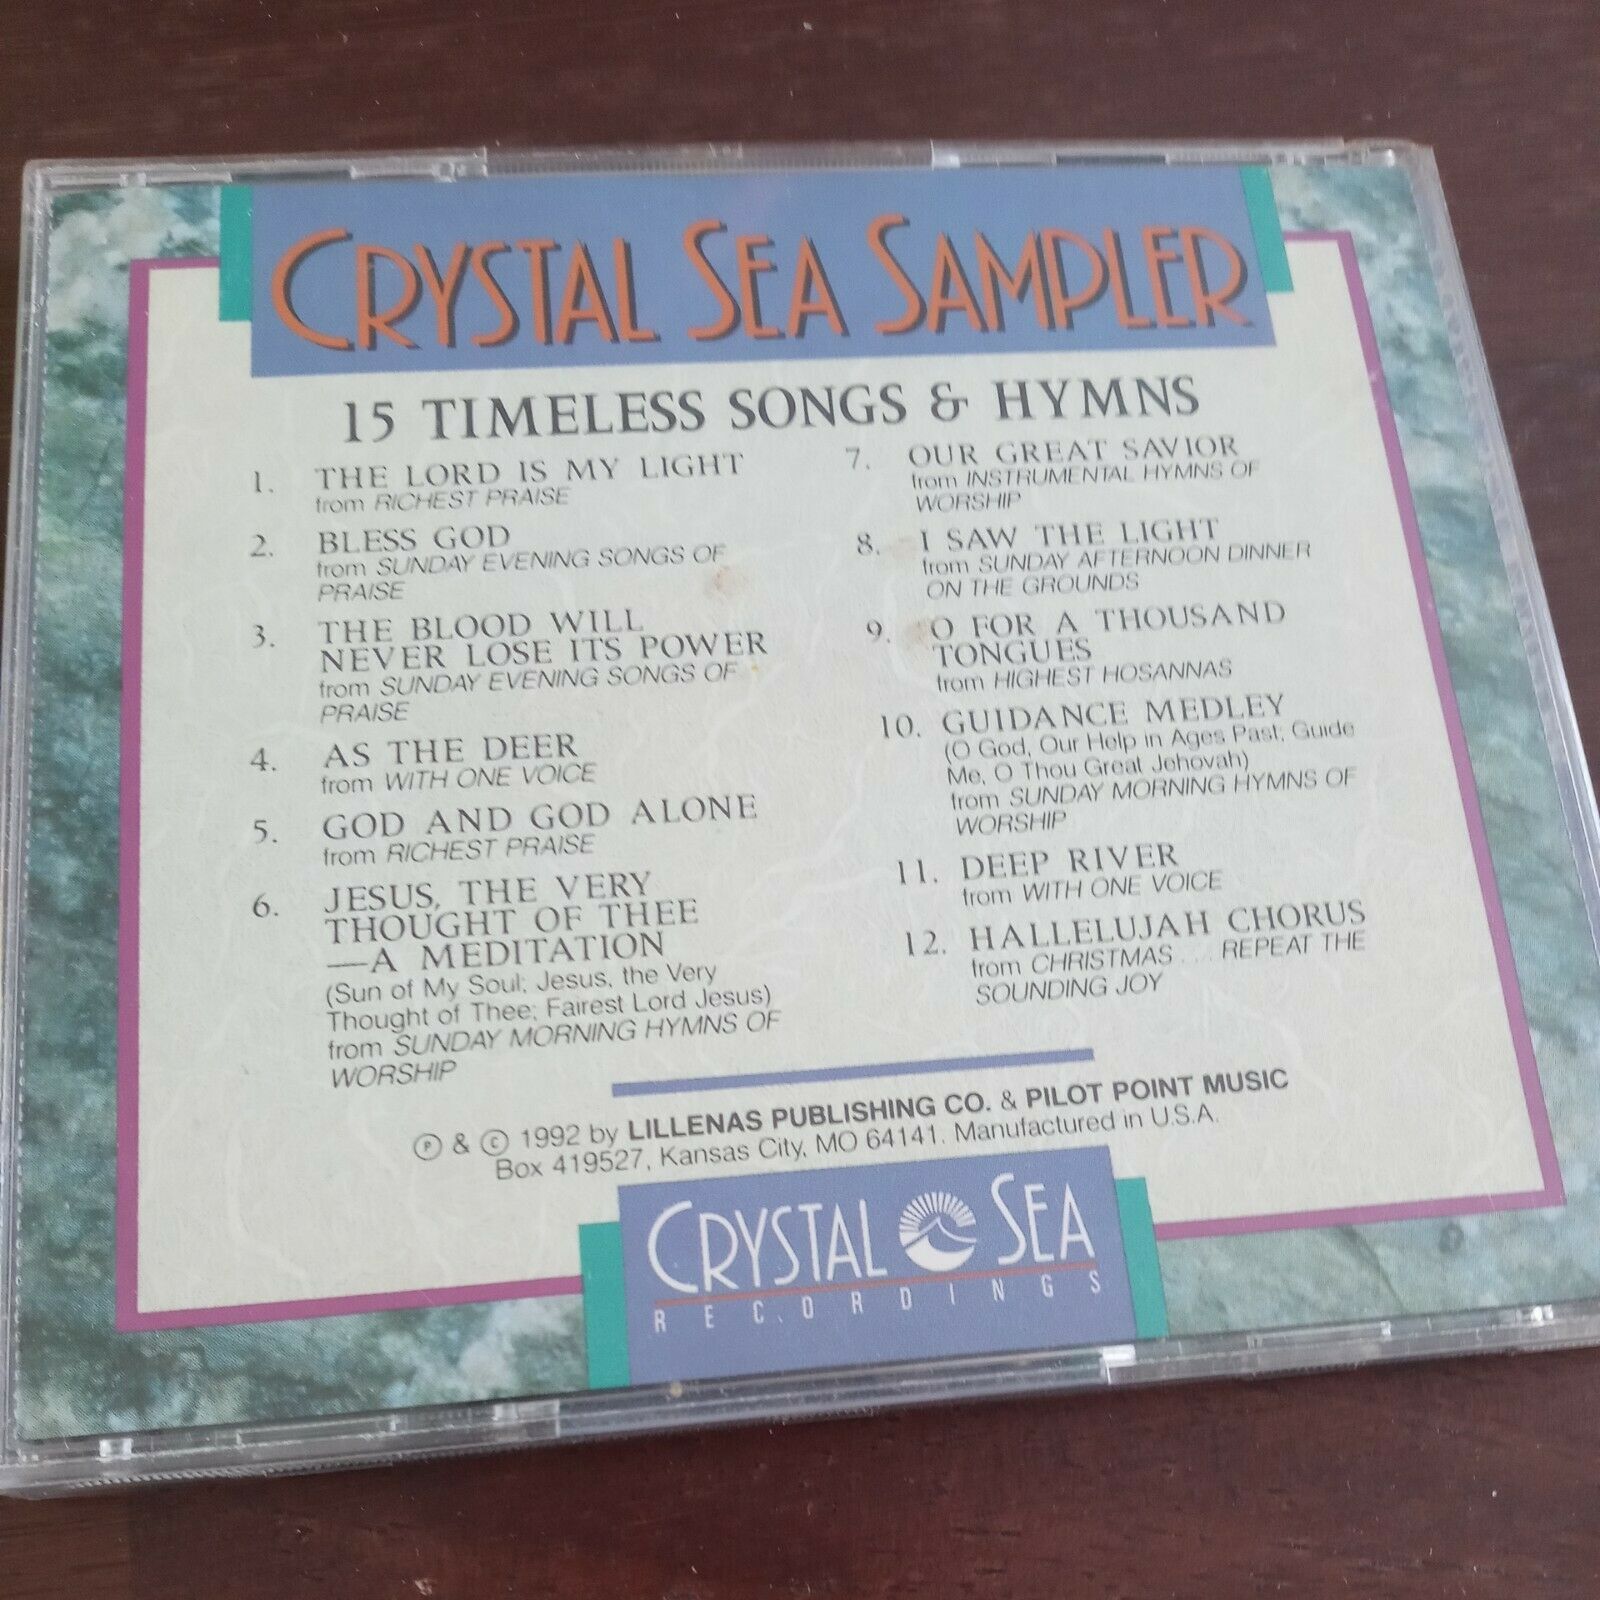 CRYSTAL SEA SAMPLER
15 TIMELESS SONGS & HYMNS
1. THE LORD IS MY LIGHT
from RICHEST PRAISE
2. BLESS GOD
from SUNDAY EVENING SONGS OF
PRAISE
3. THE BLOOD WILL
NEVER LOSE ITS POWER
from SUNDAY EVENING SONGS OF
PRAISE
4. AS THE DEER
from WITH ONE VOICE
5. GOD AND GOD ALONE
from RICHEST PRAISE
6. JESUS, THE VERY
THOUGHT OF THEE
—A MEDITATION
(Sun of My Soul; Jesus, the Very
Thought of Thee; Fairest Lord Jesus)
from SUNDAY MORNING HYMNS OF
WORSHIP
7. OUR GREAT SAVIOR
from INSTRUMENTAL HYMNS OF
WORSHIP
8. I SAW THE LIGHT
from SUNDAY AFTERNOON DINNER
ON THE GROUNDS
9. O FOR A THOUSAND
TONGUES
from HIGHEST HOSANNAS
10. GUIDANCE MEDLEY
(O God, Our Help in Ages Past; Guide
Me, O Thou Great Jehovah)
from SUNDAY MORNING HYMNS OF
WORSHIP
11. DEEP RIVER
from WITH ONE VOICE
12. HALLELUJAH CHORUS
from CHRISTMAS . . . REPEAT THE
SOUNDING JOY
℗ & © 1992 by LILLENAS PUBLISHING CO. & PILOT POINT MUSIC
Box 419527, Kansas City, MO 64141. Manufactured in U.S.A.
CRYSTAL SEA
RECORDINGS